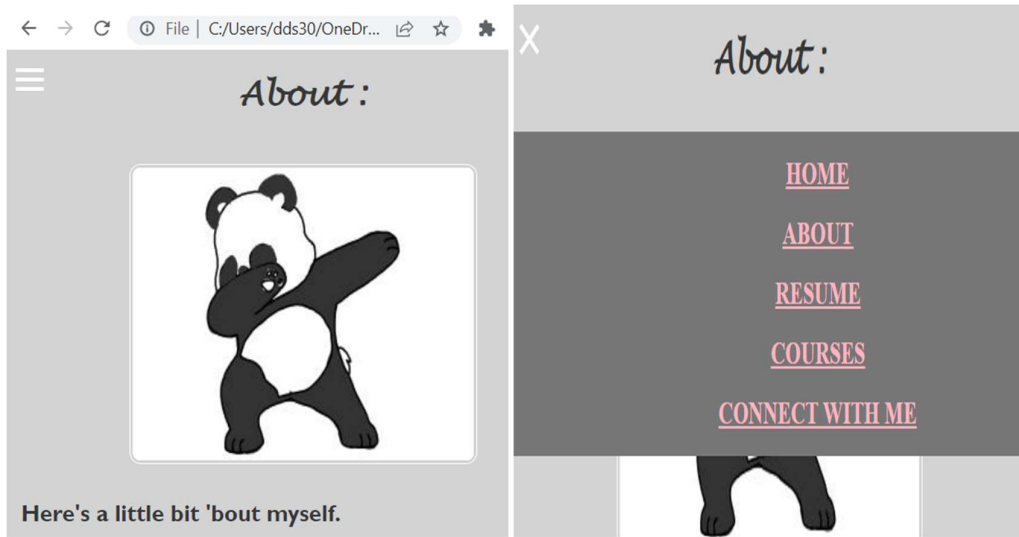 File | C:/Users/dds30/OneDr...
About :
Here's a little bit 'bout myself.
X
About :
HOME
ABOUT
RESUME
COURSES
CONNECT WITH ME